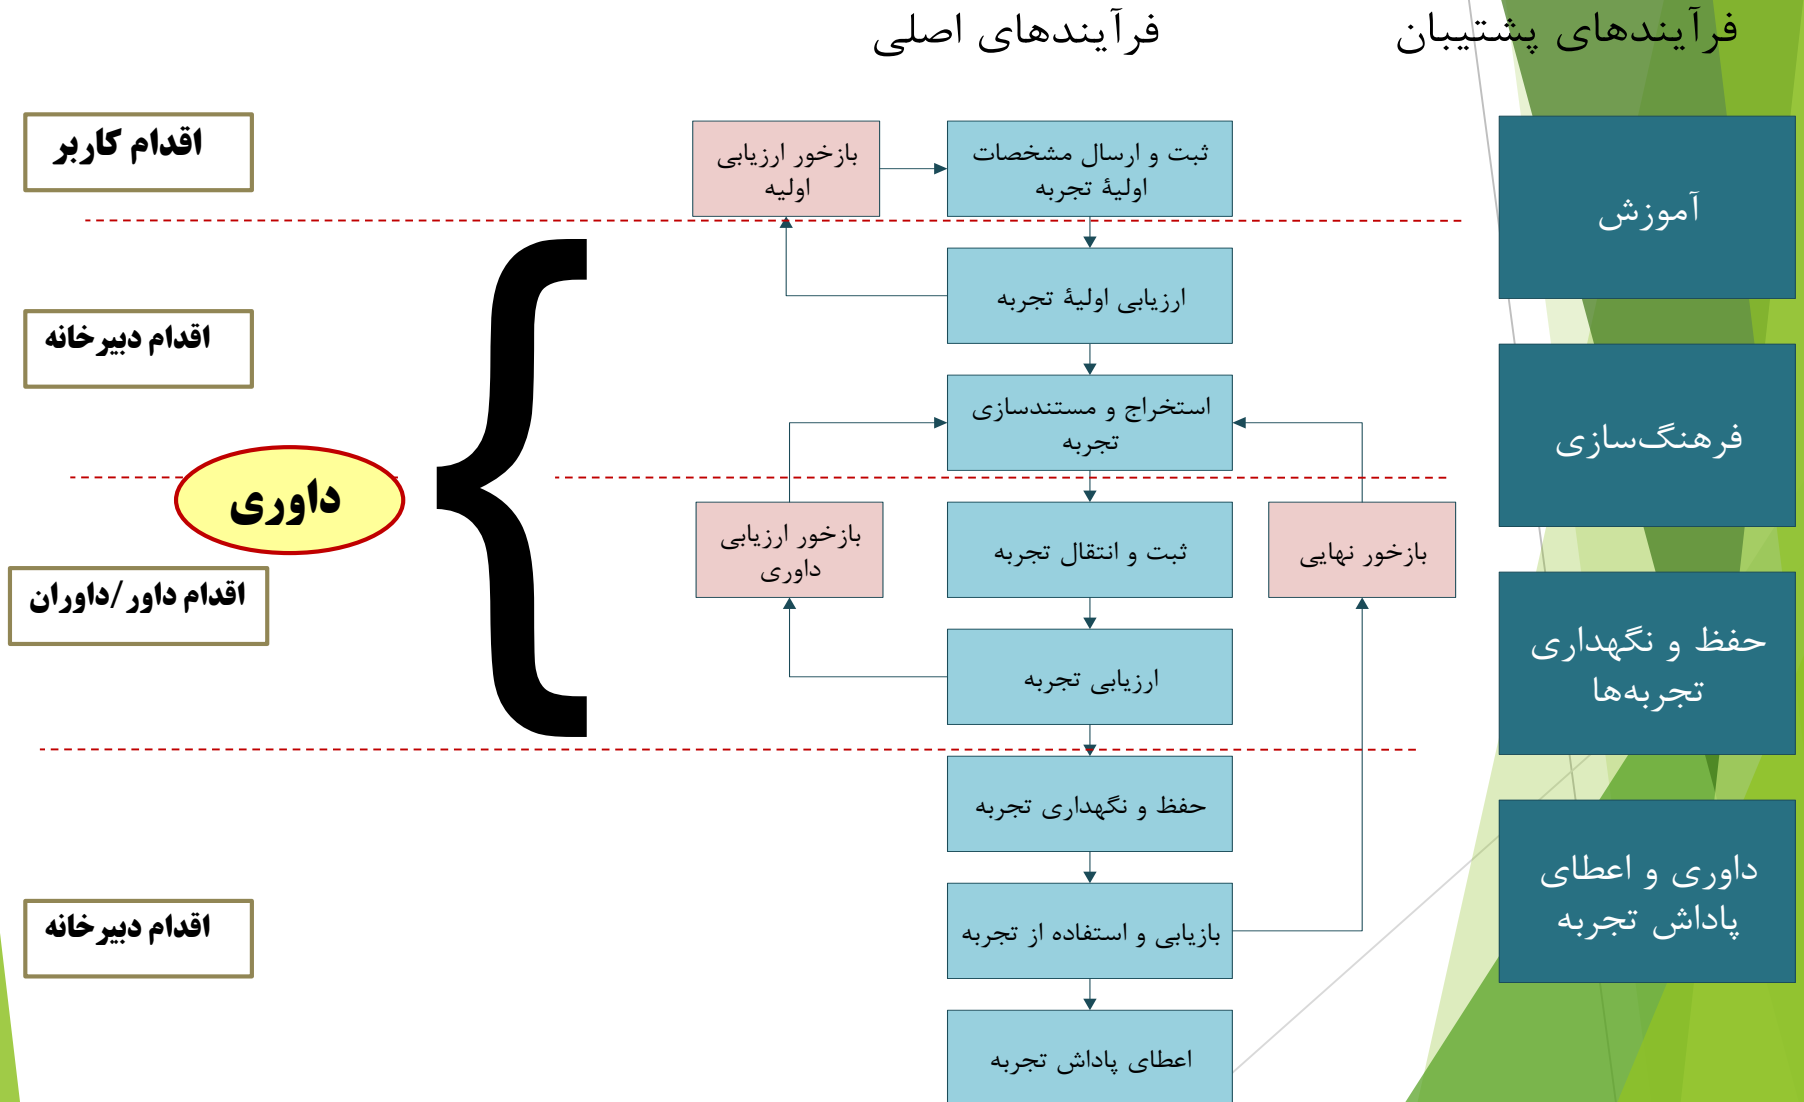 فرآیندهای پشتیبان
فرآیندهای اصلی
آموزش
فرهنگ‌سازی
حفظ و نگهداری
تجربه‌ها
داوری و اعطای
پاداش تجربه
ثبت و ارسال مشخصات
اولیۀ تجربه
بازخور ارزیابی
اولیه
ارزیابی اولیۀ تجربه
استخراج و مستندسازی
تجربه
بازخور نهایی
ثبت و انتقال تجربه
بازخور ارزیابی
داوری
ارزیابی تجربه
حفظ و نگهداری تجربه
بازیابی و استفاده از تجربه
اعطای پاداش تجربه
اقدام کاربر
اقدام دبیرخانه
داوری
اقدام داور/داوران
اقدام دبیرخانه